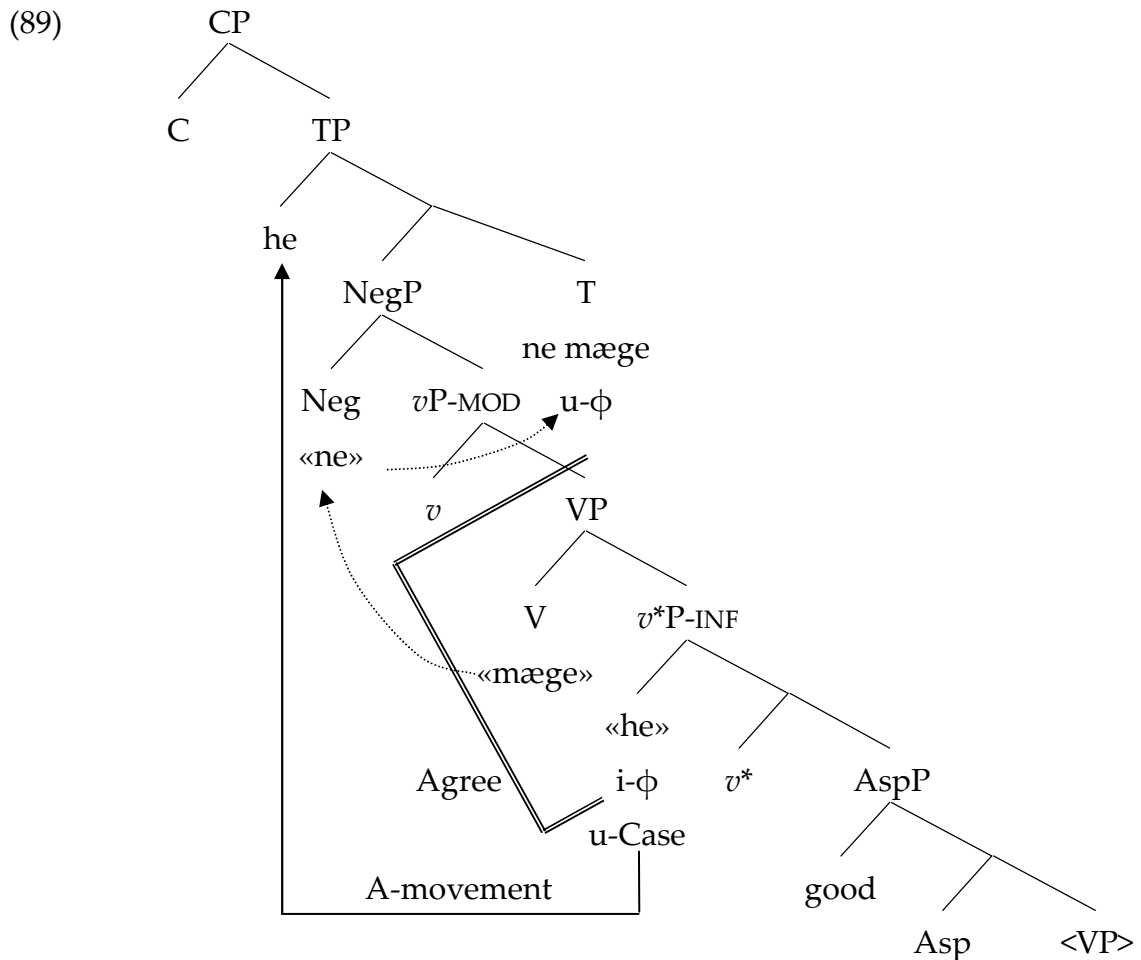 (89) CP
C TP
he
NegP T
ne mæge
Neg vP-MOD u-ϕ
«ne»
v VP
V v*P-INF
«mæge»
«he»
Agree i-ϕ v* AspP
u-Case
A-movement good
Asp <VP>